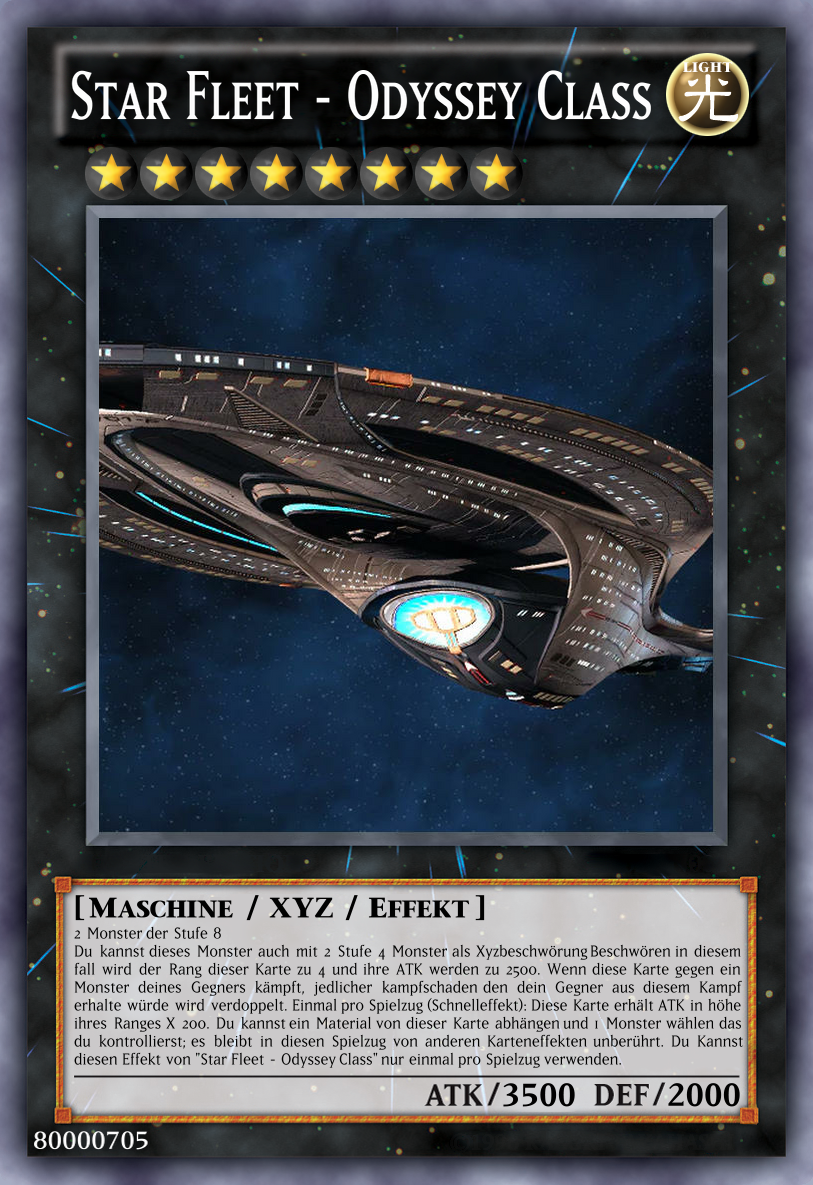 Star Fleet - Odyssey Class
LIGHT
光
[Maschine / XYZ / Effekt]
2 Monster der Stufe 8
Du kannst dieses Monster auch mit 2 Stufe 4 Monster als Xyzbeschwörung Beschwören in diesem
fall wird der Rang dieser Karte zu 4 und ihre ATK werden zu 2500. Wenn diese Karte gegen ein
Monster deines Gegners kämpft, jedlicher kampfschaden den dein Gegner aus diesem Kampf
erhalte würde wird verdoppelt. Einmal pro Spielzug (Schnelleffekt): Diese Karte erhält ATK in höhe
ihres Ranges X 200. Du kannst ein Material von dieser Karte abhängen und 1 Monster wählen das
du kontrollierst; es bleibt in diesen Spielzug von anderen Karteneffekten unberührt. Du Kannst
diesen Effekt von "Star Fleet - Odyssey Class" nur einmal pro Spielzug verwenden.
ATK/3500 DEF/2000
80000705